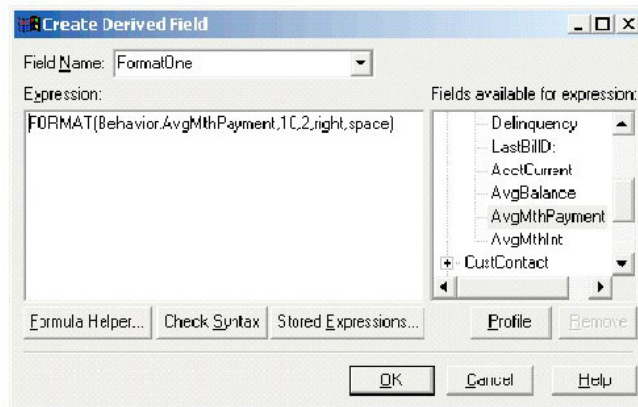 Create Derived Field
Field Name: FormatOne
Expression:
Fields available for expression:
FORMAT(Behavior.AvgMthPayment,10,2,right,space)
Delinquency
LastBillD:
AcctCurrent
AvgBalance
AvgMthPayment
AvgMthInt
CustContact
Formula Helper...
Check Syntax
Stored Expressions...
Profile
Remove
OK
Cancel
Help